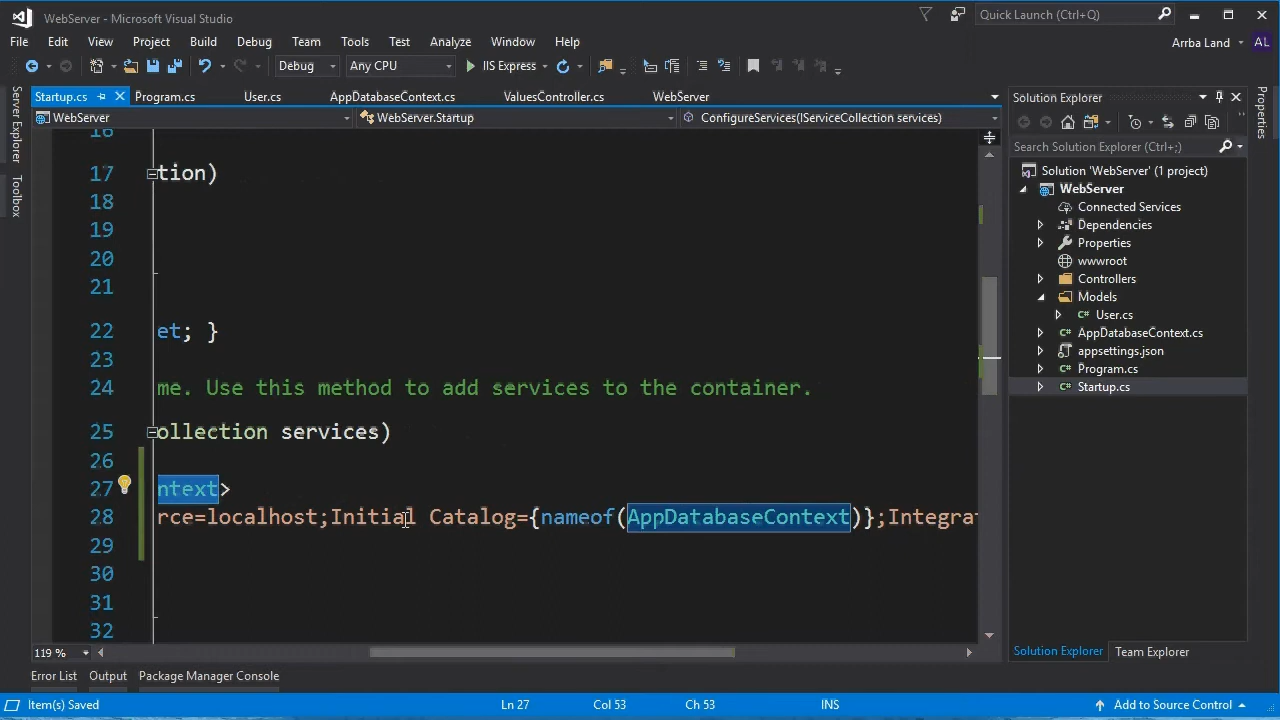 WebServer - Microsoft Visual Studio
Quick Launch (Ctrl+Q)
File Edit View Project Build Debug Team Tools Test Analyze Window Help
Arrba Land AL
Debug Any CPU IIS Express
Server Explorer
Toolbox
Startup.cs Program.cs User.cs AppDatabaseContext.cs ValuesController.cs WebServer
WebServer WebServer.Startup ConfigureServices(IServiceCollection services)
16
17 tion)
18
19
20
21
22 et; }
23
24 me. Use this method to add services to the container.
25 ollection services)
26
27 ntext>
28 rce=localhost;Initial Catalog={nameof(AppDatabaseContext)};Integrat
29
30
31
32
119 %
Solution Explorer
Search Solution Explorer (Ctrl+;)
Solution 'WebServer' (1 project)
WebServer
Connected Services
Dependencies
Properties
wwwroot
Controllers
Models
User.cs
AppDatabaseContext.cs
appsettings.json
Program.cs
Startup.cs
Solution Explorer Team Explorer
Properties
Error List Output Package Manager Console
Item(s) Saved Ln 27 Col 53 Ch 53 INS Add to Source Control